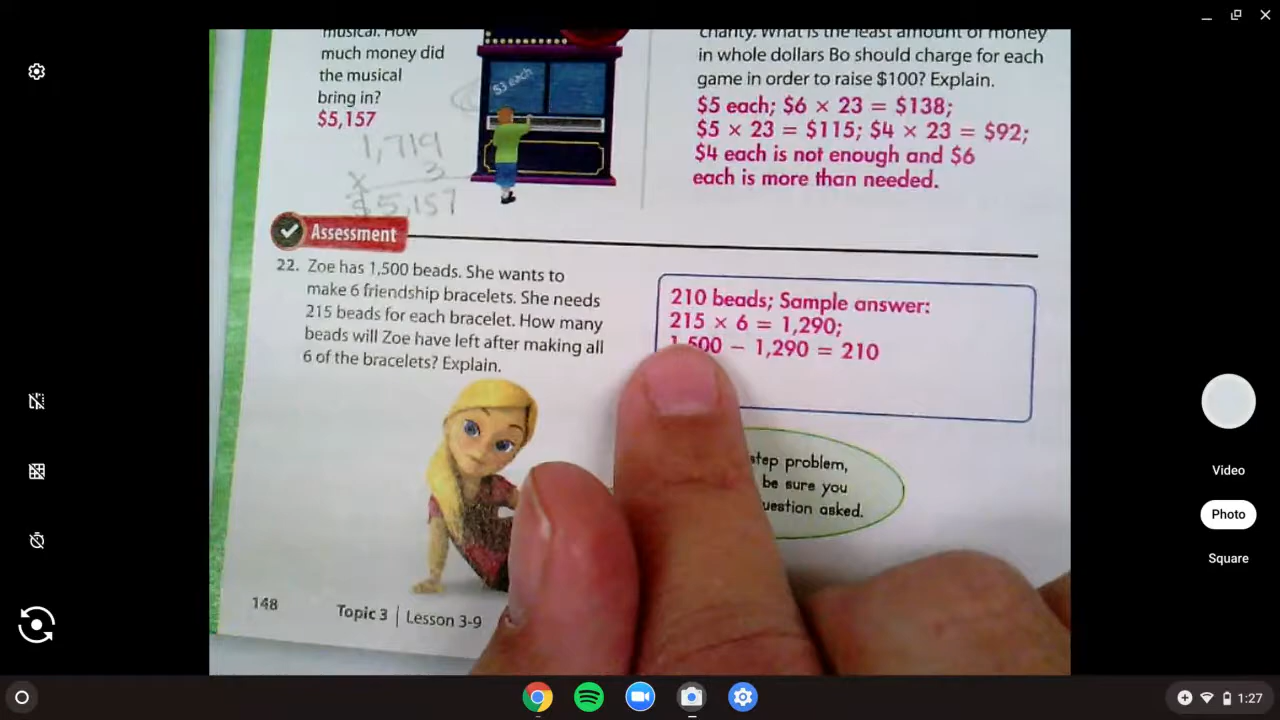 musical. How
much money did
the musical
bring in?
$5,157
1,719
x 3
$5,157
$3 each
charity. What is the least amount of money
in whole dollars Bo should charge for each
game in order to raise $100? Explain.
$5 each; $6 × 23 = $138;
$5 × 23 = $115; $4 × 23 = $92;
$4 each is not enough and $6
each is more than needed.
Assessment
22. Zoe has 1,500 beads. She wants to
make 6 friendship bracelets. She needs
215 beads for each bracelet. How many
beads will Zoe have left after making all
6 of the bracelets? Explain.
210 beads; Sample answer:
215 × 6 = 1,290;
1,500 − 1,290 = 210
step problem,
be sure you
question asked.
148 Topic 3 | Lesson 3-9
Video
Photo
Square
1:27